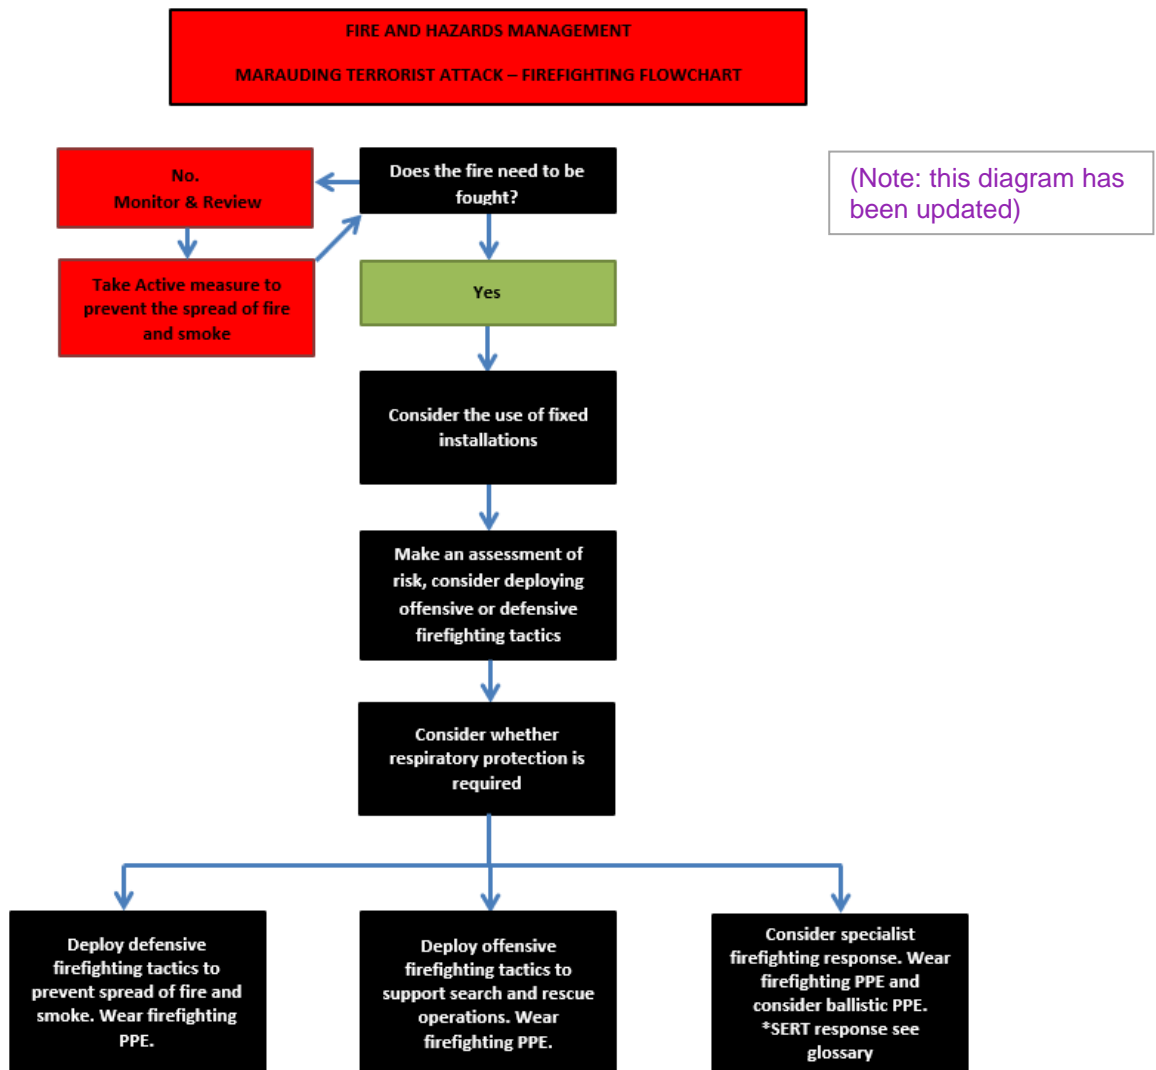 FIRE AND HAZARDS MANAGEMENT
MARAUDING TERRORIST ATTACK – FIREFIGHTING FLOWCHART
No.
Monitor & Review
Does the fire need to be
fought?
(Note: this diagram has
been updated)
Take Active measure to
prevent the spread of fire
and smoke
Yes
Consider the use of fixed
installations
Make an assessment of
risk, consider deploying
offensive or defensive
firefighting tactics
Consider whether
respiratory protection is
required
Deploy defensive
firefighting tactics to
prevent spread of fire and
smoke. Wear firefighting
PPE.
Deploy offensive
firefighting tactics to
support search and rescue
operations. Wear
firefighting PPE.
Consider specialist
firefighting response. Wear
firefighting PPE and
consider ballistic PPE.
*SERT response see
glossary